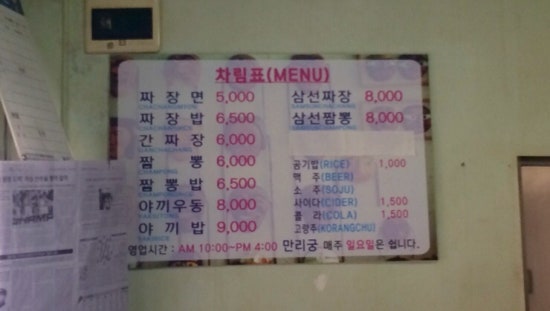 차림표(MENU)
짜장면 5,000
짜장밥 6,500
간짜장 6,000
짬뽕 6,000
짬뽕밥 6,500
야끼우동 8,000
야끼밥 9,000
삼선짜장 8,000
삼선짬뽕 8,000
공기밥(RICE) 1,000
맥주(BEER)
소주(SOJU)
사이다(CIDER) 1,500
콜라(COLA) 1,500
고량주(KORANGCHU)
영업시간 : AM 10:00~PM 4:00 만리궁 매주 일요일은 쉽니다.